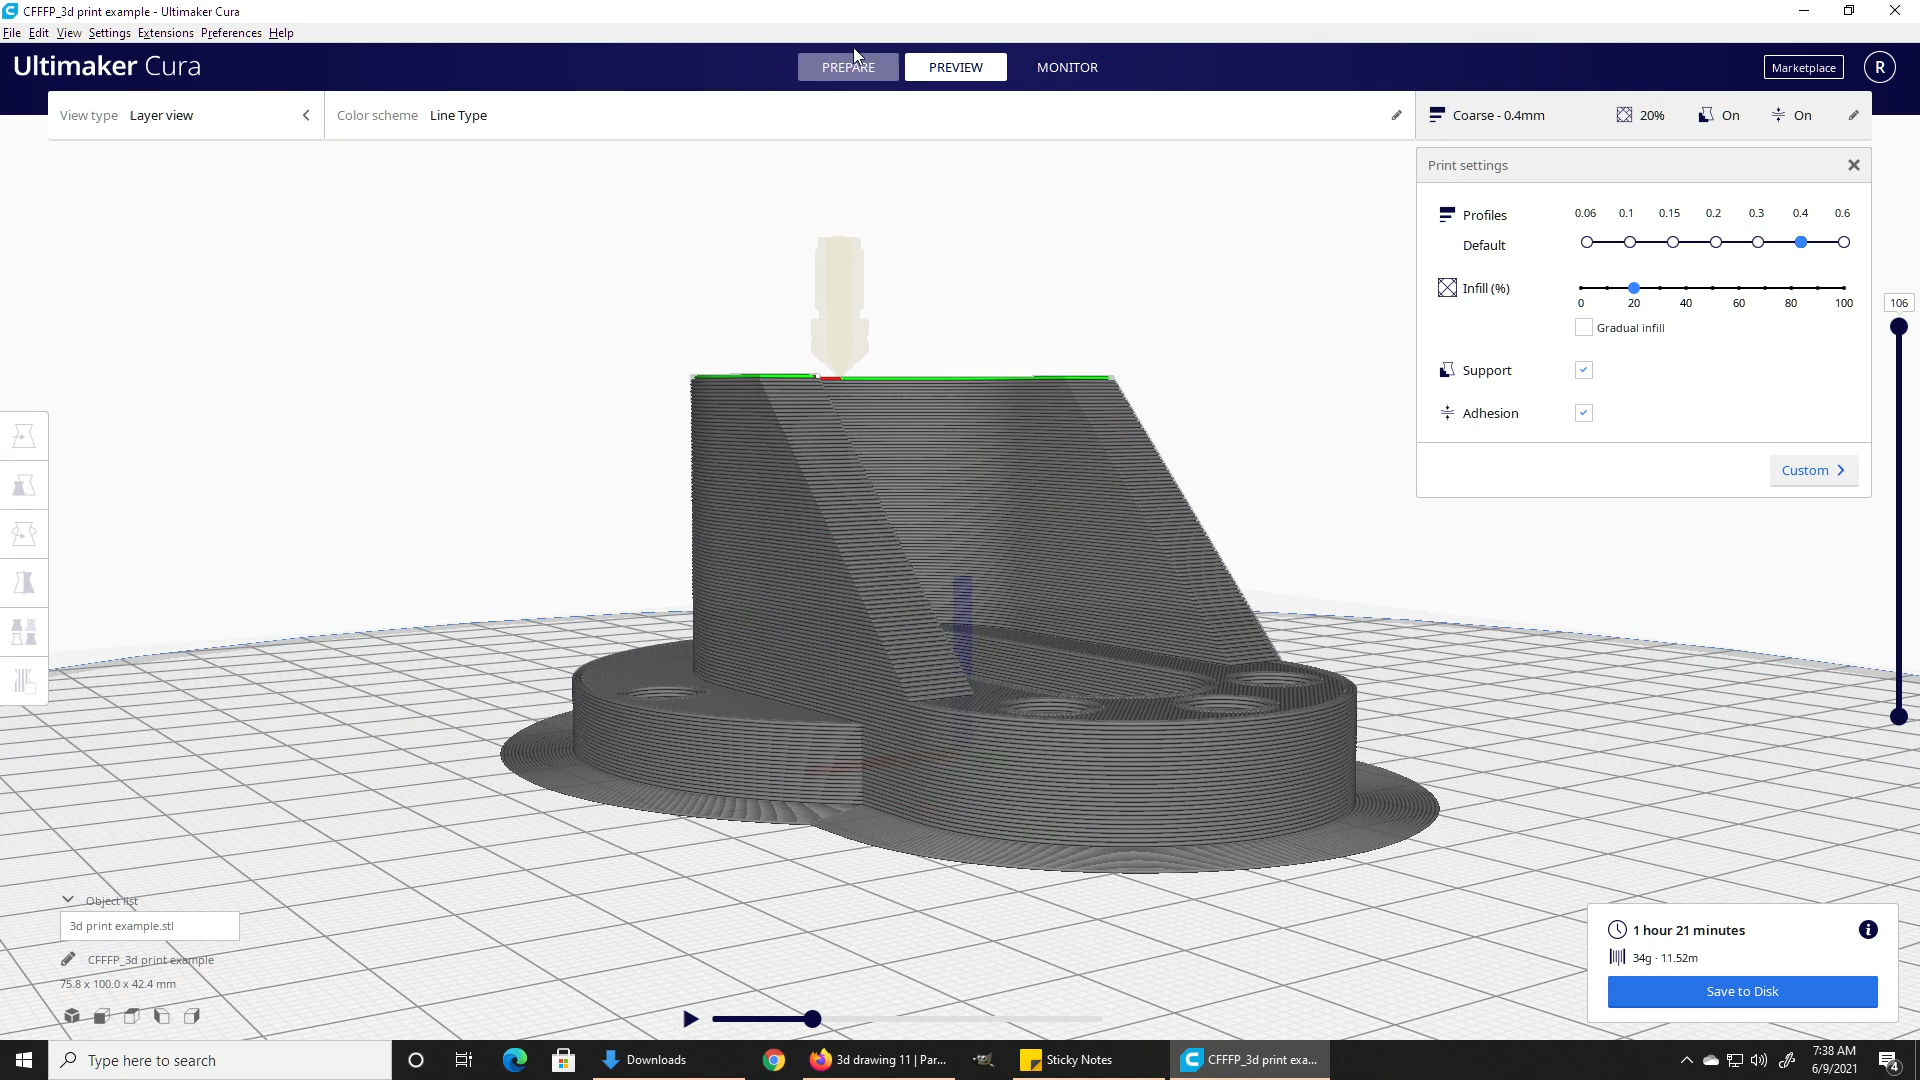 CFFFP_3d print example - Ultimaker Cura
File Edit View Settings Extensions Preferences Help
Ultimaker Cura
PREPARE PREVIEW MONITOR
Marketplace R
View type Layer view
Color scheme Line Type
Coarse - 0.4mm 20% On On
Print settings
Profiles 0.06 0.1 0.15 0.2 0.3 0.4 0.6
Default
Infill (%)
0 20 40 60 80 100
Gradual infill
Support
Adhesion
Custom
106
Object list
3d print example.stl
CFFFP_3d print example
75.8 x 100.0 x 42.4 mm
1 hour 21 minutes
34g · 11.52m
Save to Disk
Type here to search
Downloads
3d drawing 11 | Par...
Sticky Notes
CFFFP_3d print exa...
7:38 AM
6/9/2021
4